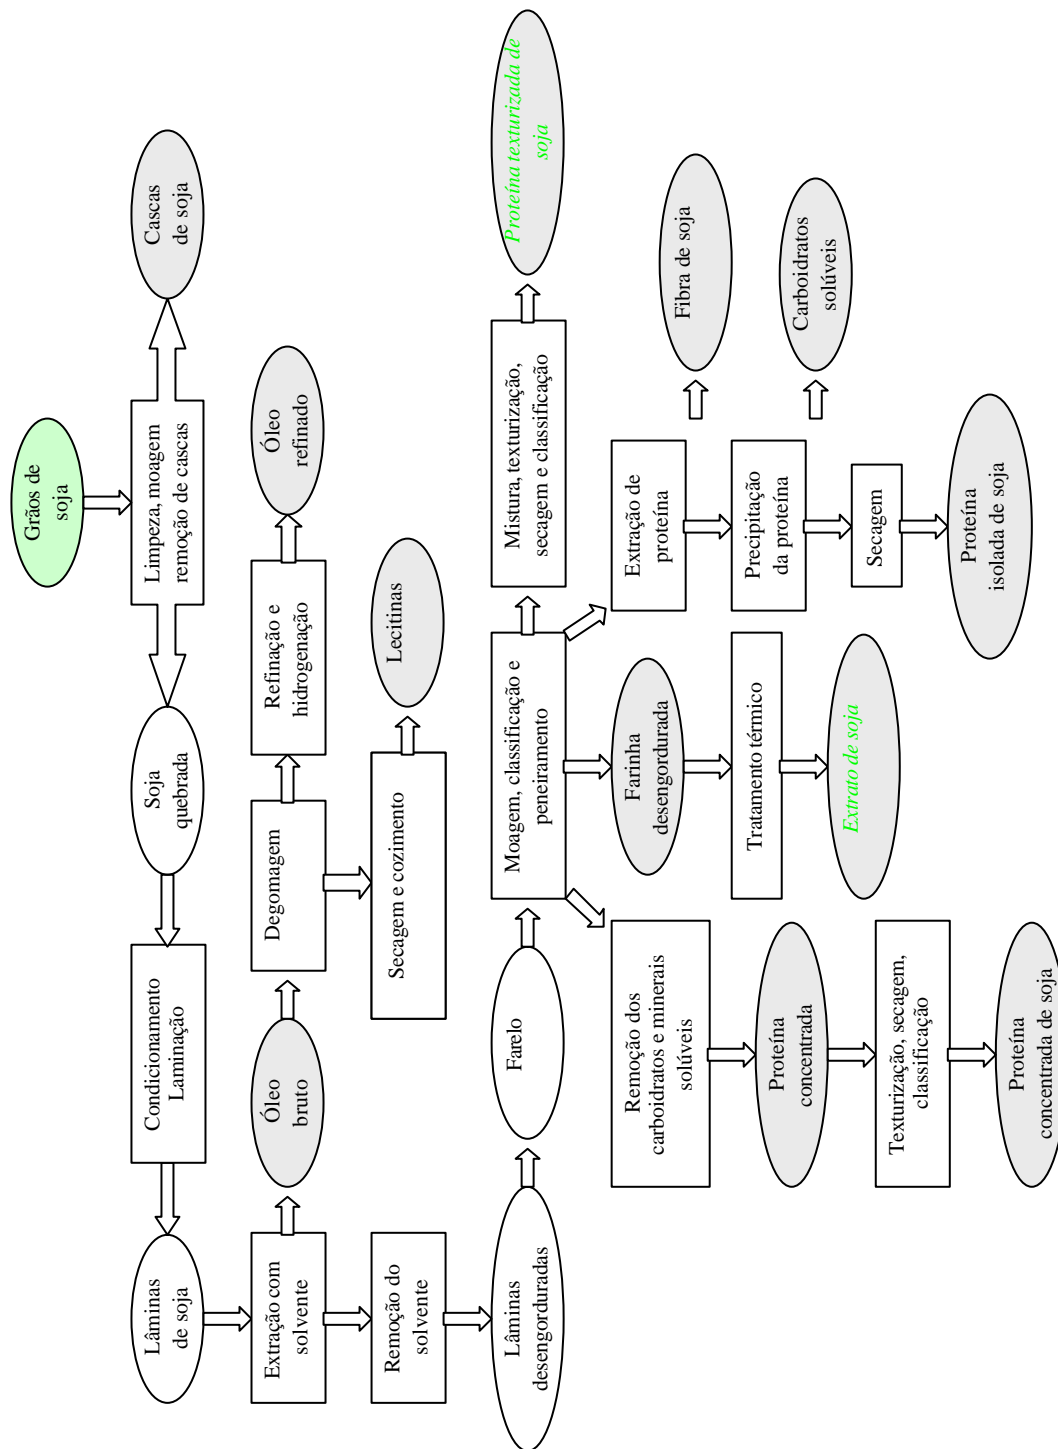 Grãos de
soja
Limpeza, moagem
remoção de cascas
Cascas
de soja
Soja
quebrada
Condicionamento
Laminação
Lâminas
de soja
Extração com
solvente
Óleo
bruto
Degomagem
Refinação e
hidrogenação
Óleo
refinado
Secagem e cozimento
Lecitinas
Remoção do
solvente
Lâminas
desengorduradas
Farelo
Moagem, classificação e
peneiramento
Mistura, texturização,
secagem e classificação
Proteína texturizada de
soja
Remoção dos
carboidratos e minerais
solúveis
Proteína
concentrada
Texturização, secagem,
classificação
Proteína
concentrada de soja
Farinha
desengordurada
Tratamento térmico
Extrato de soja
Extração de
proteína
Fibra de soja
Precipitação
da proteína
Carboidratos
solúveis
Secagem
Proteína
isolada de soja